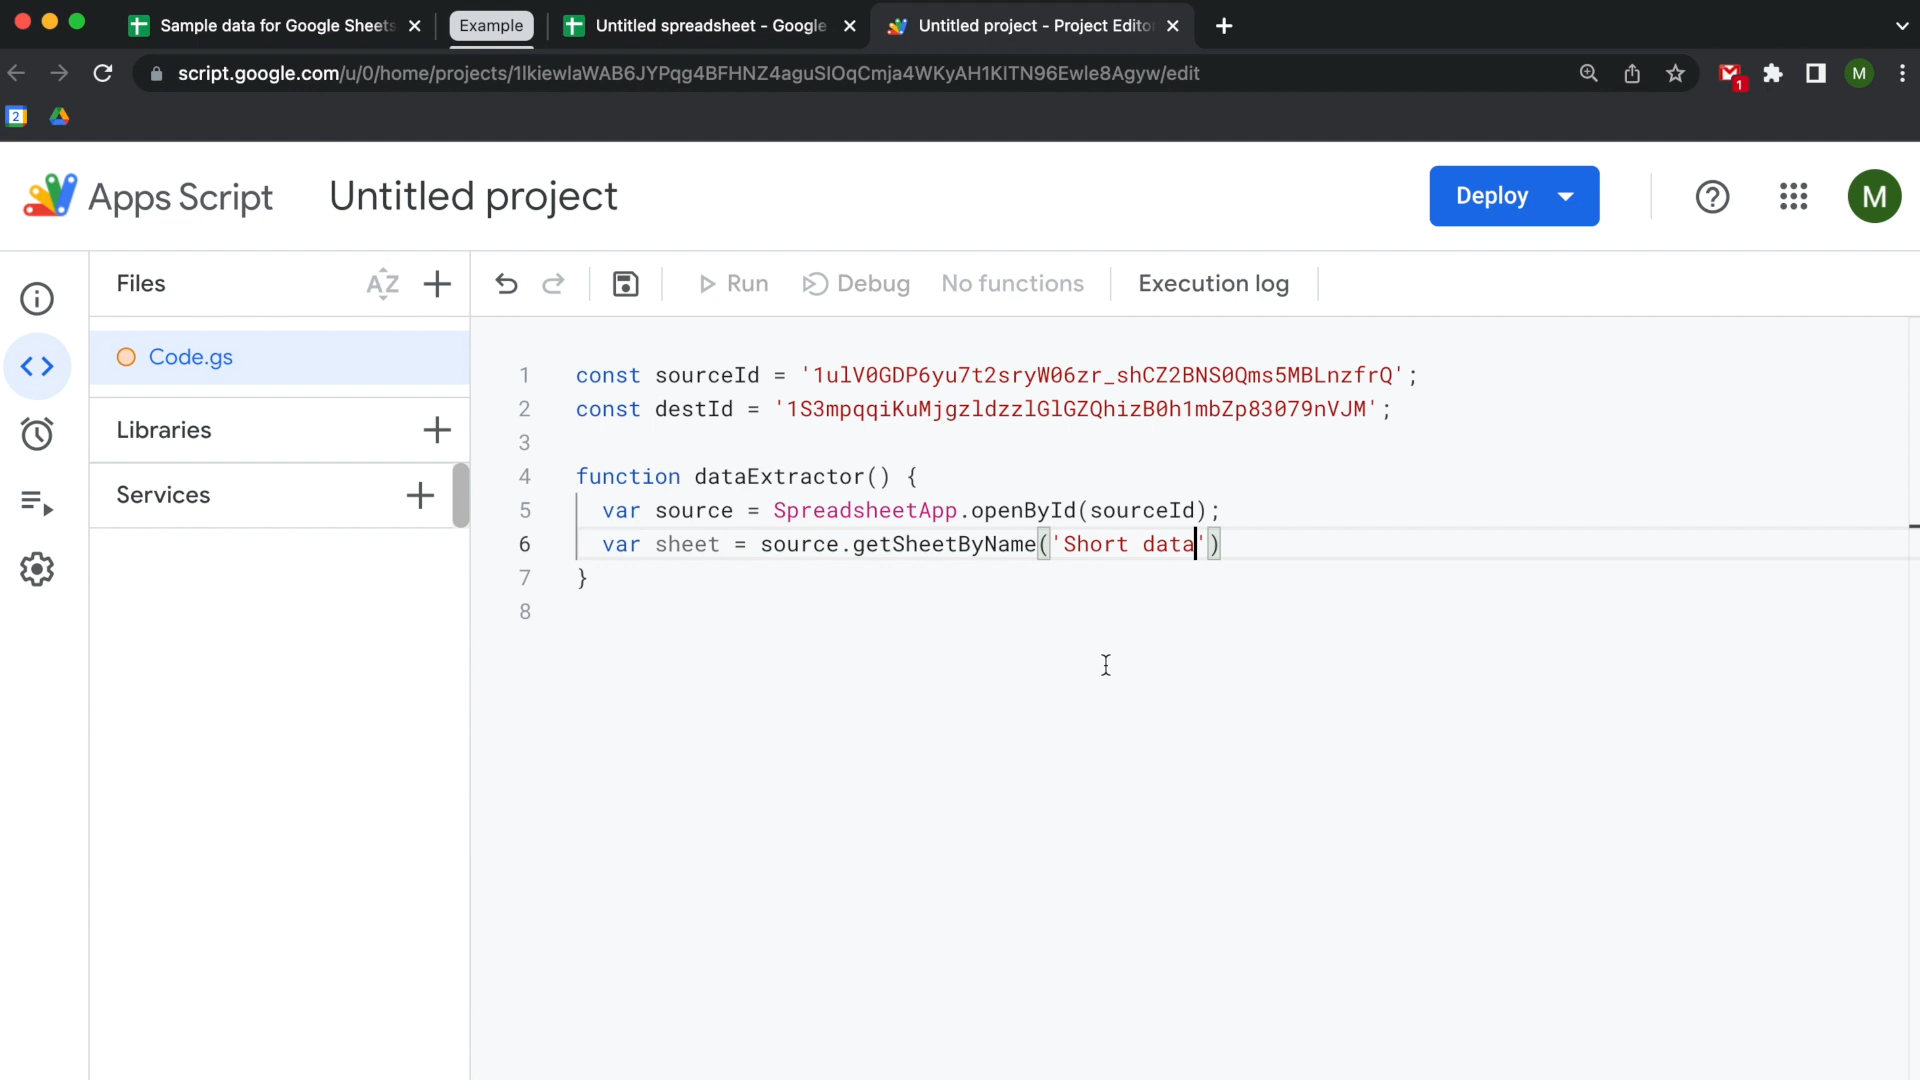 Sample data for Google Sheets
Example
Untitled spreadsheet - Google
Untitled project - Project Editor
script.google.com/u/0/home/projects/1lkiewlaWAB6JYPqg4BFHNZ4aguSIOqCmja4WKyAH1KITN96Ewle8Agyw/edit
1
M
2
Apps Script
Untitled project
Deploy
M
Files
AZ
Run
Debug
No functions
Execution log
Code.gs
Libraries
Services
1 const sourceId = '1ulV0GDP6yu7t2sryW06zr_shCZ2BNS0Qms5MBLnzfrQ';
2 const destId = '1S3mpqqiKuMjgzldzzlGlGZQhizB0h1mbZp83079nVJM';
3
4 function dataExtractor() {
5 var source = SpreadsheetApp.openById(sourceId);
6 var sheet = source.getSheetByName('Short data')
7 }
8